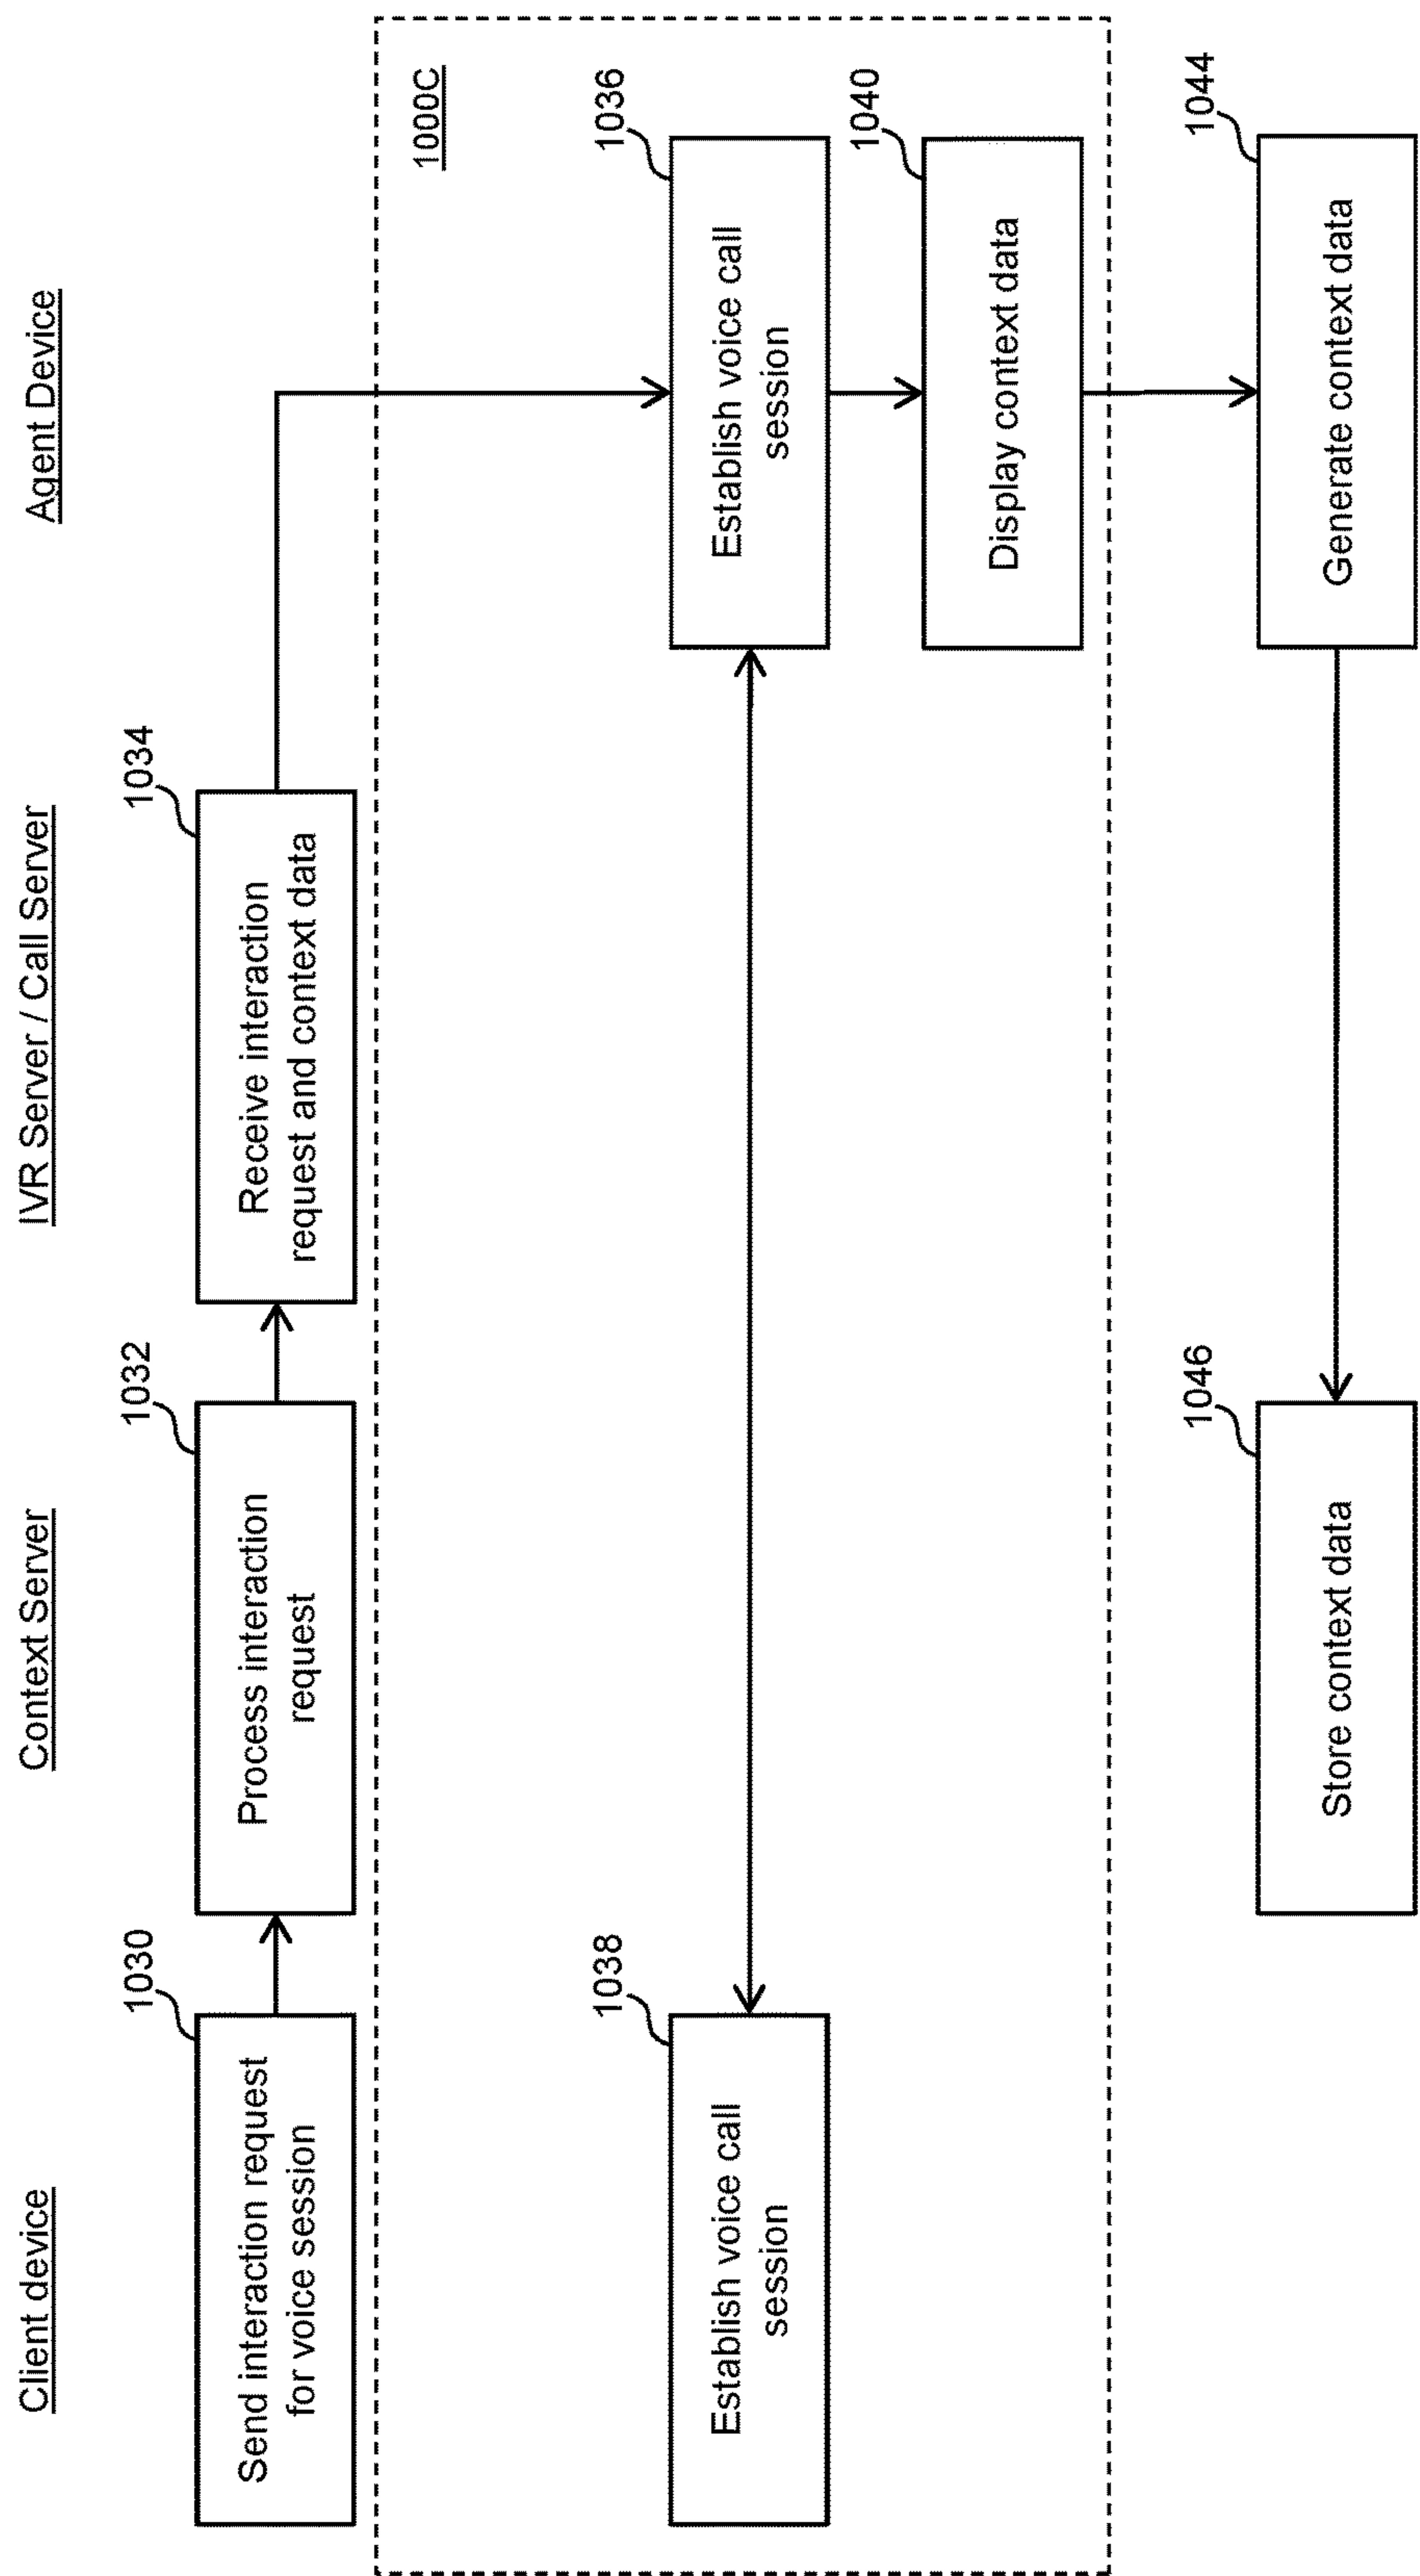 Client device
Context Server
IVR Server / Call Server
Agent Device
1030
Send interaction request
for voice session
1032
Process interaction
request
1034
Receive interaction
request and context data
1000C
1038
Establish voice call
session
1036
Establish voice call
session
1040
Display context data
1046
Store context data
1044
Generate context data